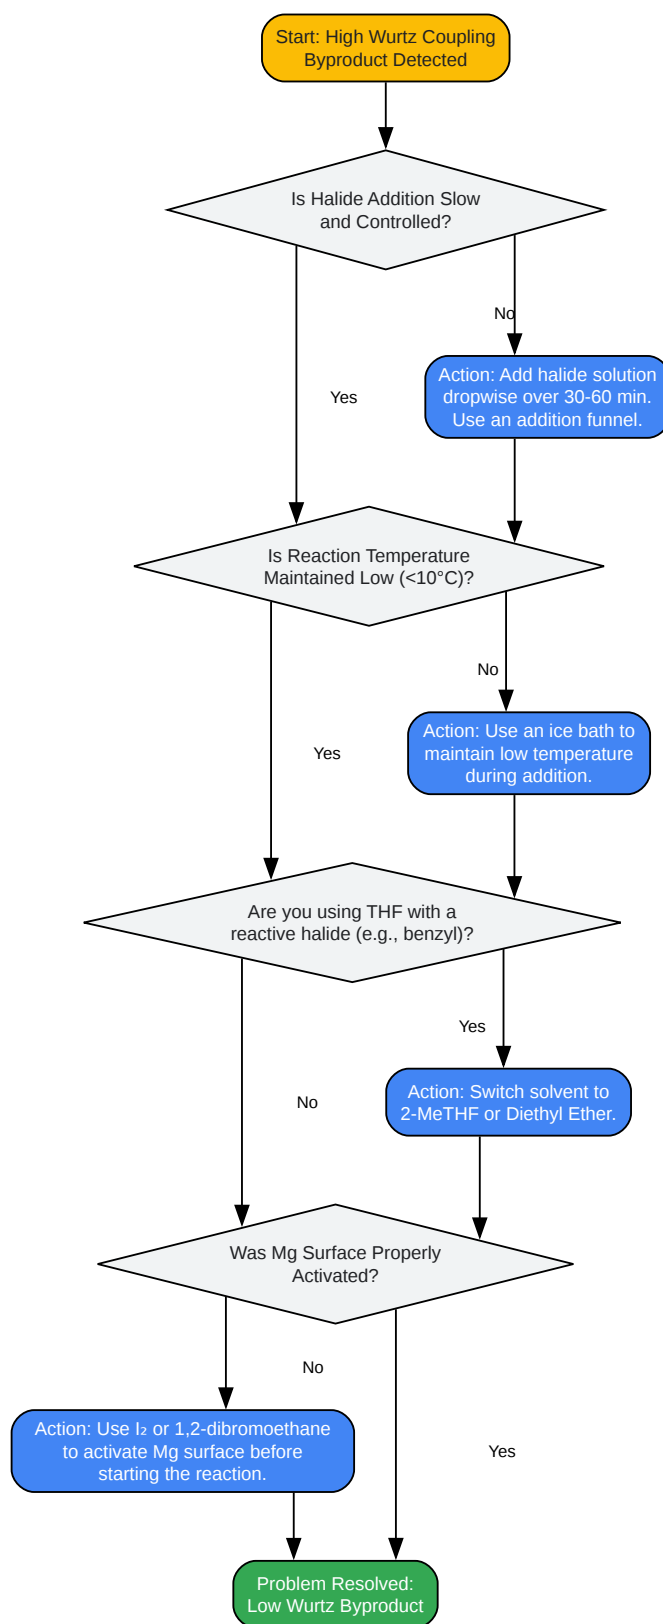 Start: High Wurtz Coupling
Byproduct Detected
Is Halide Addition Slow
and Controlled?
No
Action: Add halide solution
dropwise over 30-60 min.
Use an addition funnel.
Yes
Is Reaction Temperature
Maintained Low (<10°C)?
No
Action: Use an ice bath to
maintain low temperature
during addition.
Yes
Are you using THF with a
reactive halide (e.g., benzyl)?
Yes
Action: Switch solvent to
2-MeTHF or Diethyl Ether.
No
Was Mg Surface Properly
Activated?
No
Action: Use I₂ or 1,2-dibromoethane
to activate Mg surface before
starting the reaction.
Yes
Problem Resolved:
Low Wurtz Byproduct